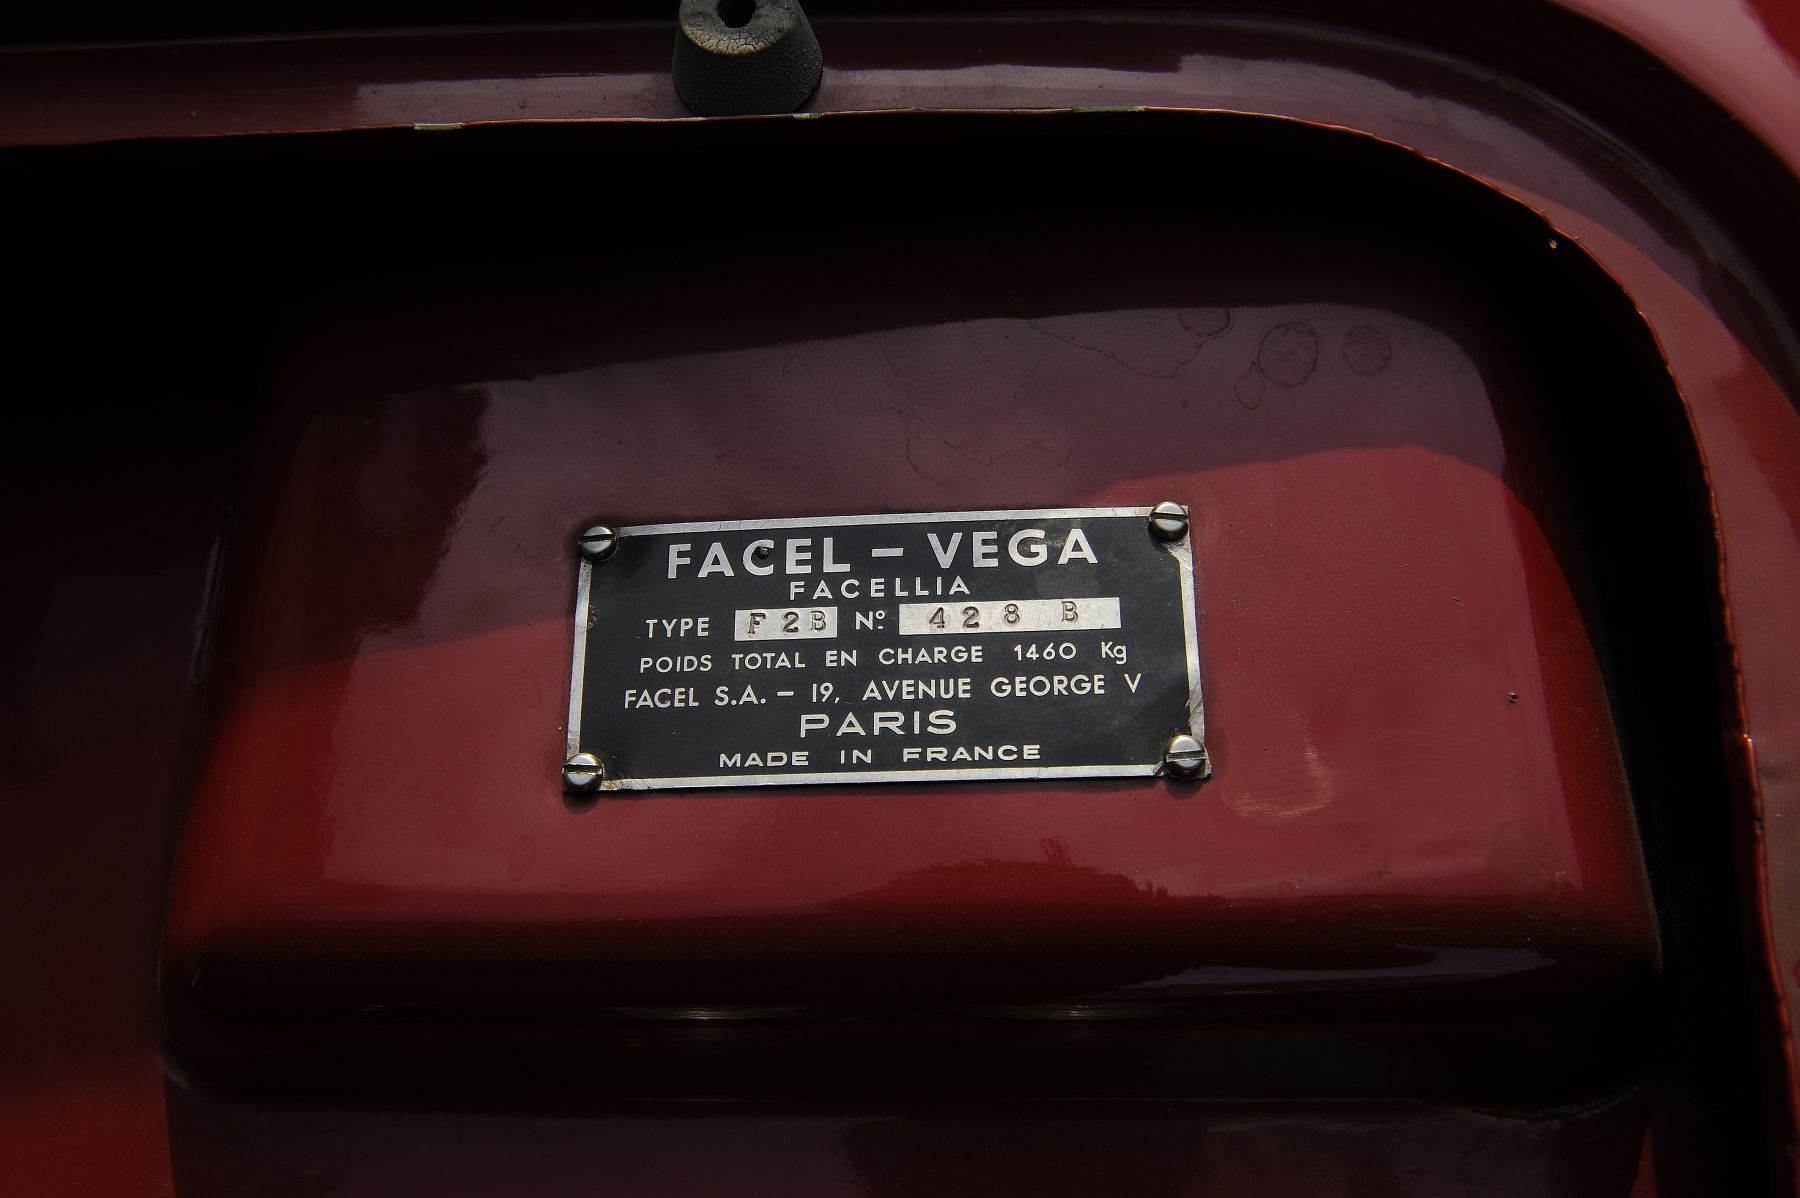 FACEL – VEGA
FACELLIA
TYPE F2B Nº 428 B
POIDS TOTAL EN CHARGE 1460 Kg
FACEL S.A. – 19, AVENUE GEORGE V
PARIS
MADE IN FRANCE